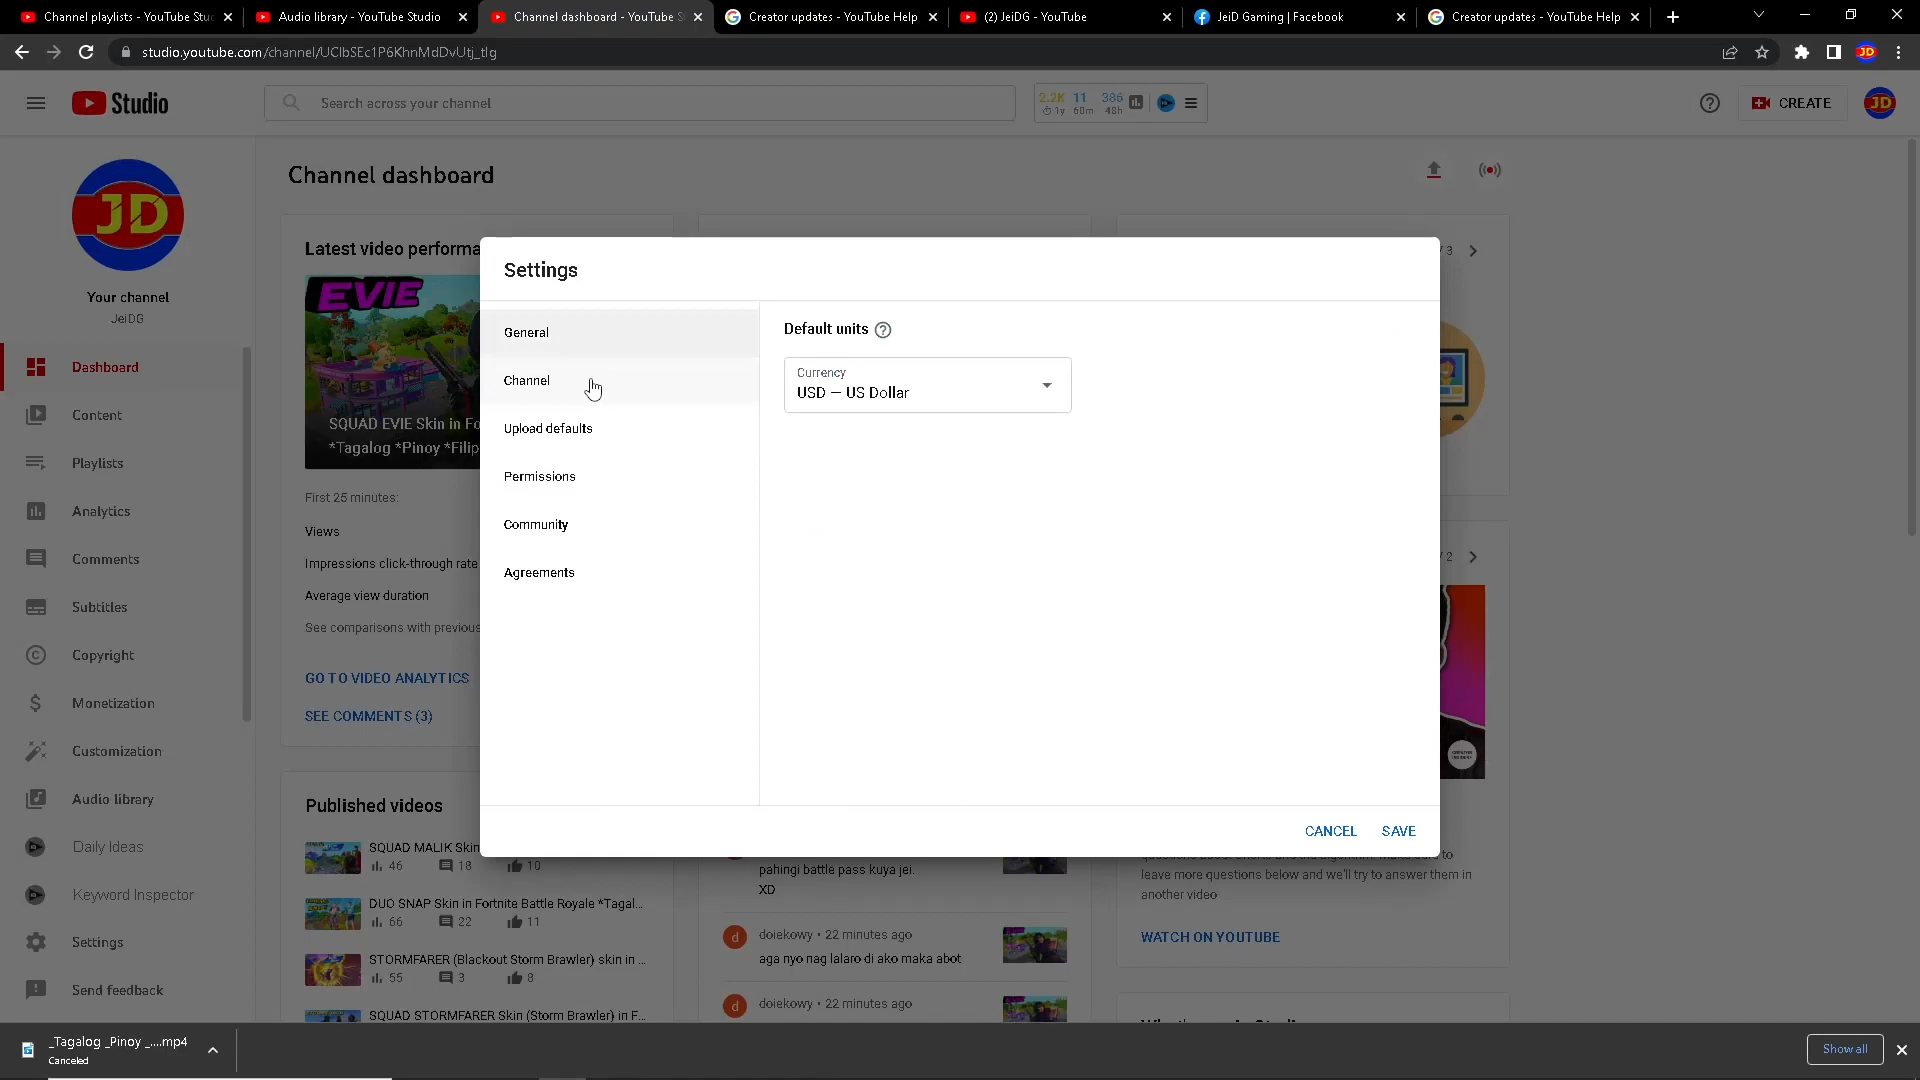 Channel playlists - YouTube Stu
Audio library - YouTube Studio
Channel dashboard - YouTube S
Creator updates - YouTube Help
(2) JeiDG - YouTube
JeiD Gaming | Facebook
Creator updates - YouTube Help
studio.youtube.com/channel/UClbSEc1P6KhnMdDvUtj_tIg
JD
Studio
Search across your channel
2.2K 11 386
1y 60m 48h
CREATE
JD
JD
Your channel
JeiDG
Dashboard
Content
Playlists
Analytics
Comments
Subtitles
Copyright
Monetization
Customization
Audio library
Daily Ideas
Keyword Inspector
Settings
Send feedback
Channel dashboard
Latest video performa
EVIE
SQUAD EVIE Skin in Fo
*Tagalog *Pinoy *Filip
First 25 minutes:
Views
Impressions click-through rate
Average view duration
See comparisons with previous
GO TO VIDEO ANALYTICS
SEE COMMENTS (3)
Published videos
SQUAD MALIK Skin
46 18 10
DUO SNAP Skin in Fortnite Battle Royale *Tagal...
66 22 11
STORMFARER (Blackout Storm Brawler) skin in ...
55 3 8
SQUAD STORMFARER Skin (Storm Brawler) in F...
Settings
General
Channel
Upload defaults
Permissions
Community
Agreements
Default units
Currency
USD — US Dollar
CANCEL
SAVE
/ 3
/ 2
pahingi battle pass kuya jei.
XD
doiekowy • 22 minutes ago
aga nyo nag lalaro di ako maka abot
doiekowy • 22 minutes ago
leave more questions below and we'll try to answer them in
another video
WATCH ON YOUTUBE
_Tagalog _Pinoy _....mp4
Canceled
Show all